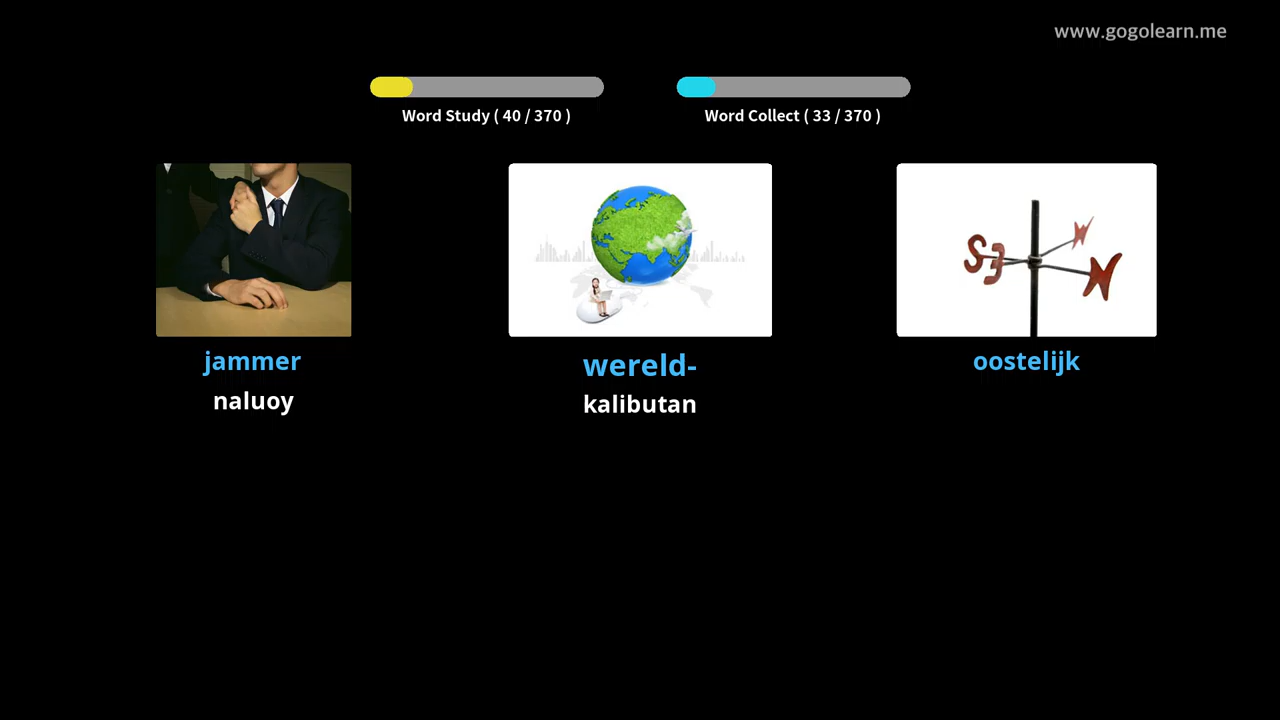 www.gogolearn.me
Word Study ( 40 / 370 )
Word Collect ( 33 / 370 )
jammer
wereld-
oostelijk
naluoy
kalibutan
S E N W